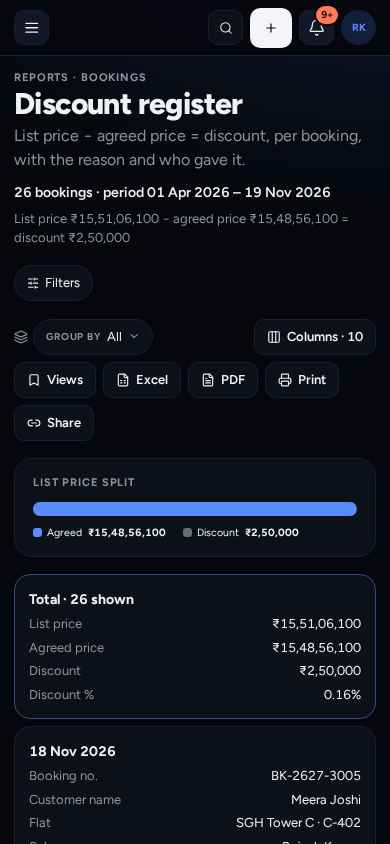 9+
RK
REPORTS · BOOKINGS
Discount register
List price − agreed price = discount, per booking,
with the reason and who gave it.
26 bookings · period 01 Apr 2026 – 19 Nov 2026
List price ₹15,51,06,100 − agreed price ₹15,48,56,100 =
discount ₹2,50,000
Filters
GROUP BY All
Columns · 10
Views Excel PDF Print
Share
LIST PRICE SPLIT
Agreed ₹15,48,56,100 Discount ₹2,50,000
Total · 26 shown
List price ₹15,51,06,100
Agreed price ₹15,48,56,100
Discount ₹2,50,000
Discount % 0.16%
18 Nov 2026
Booking no. BK-2627-3005
Customer name Meera Joshi
Flat SGH Tower C · C-402